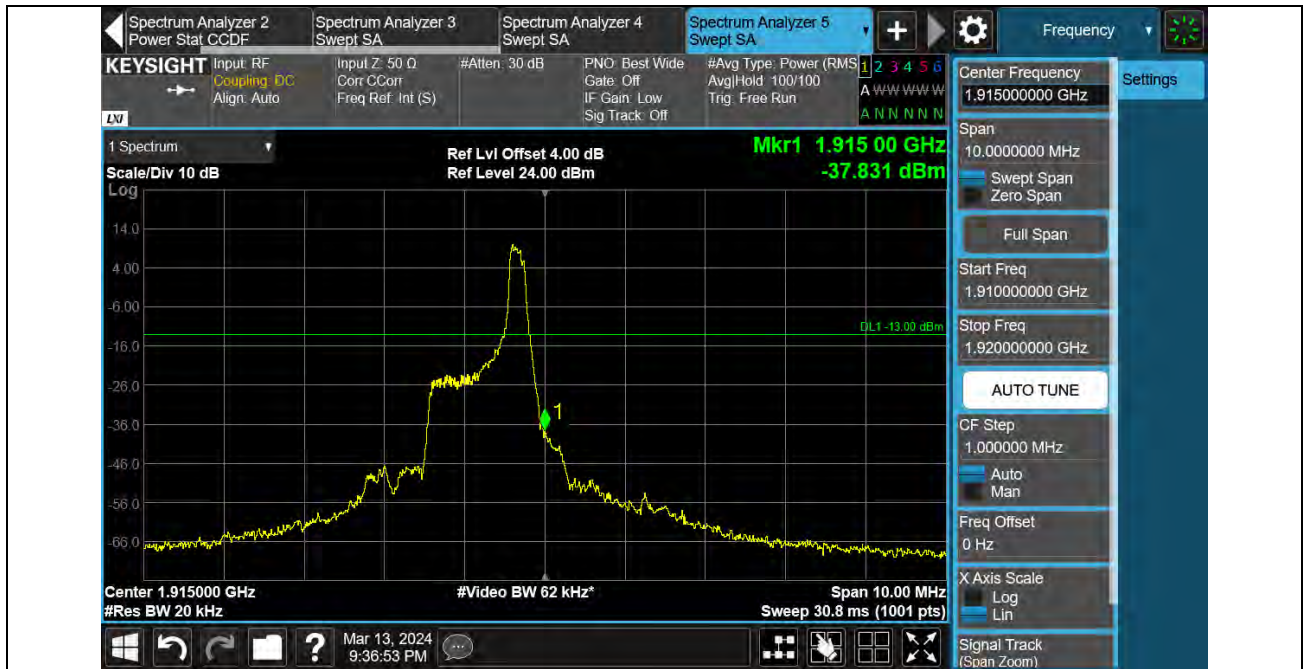 Spectrum Analyzer 2
Power Stat CCDF
Spectrum Analyzer 3
Swept SA
Spectrum Analyzer 4
Swept SA
Spectrum Analyzer 5
Swept SA
+
Frequency
KEYSIGHT
LXI
Input: RF
Coupling: DC
Align: Auto
Input Z: 50 Ω
Corr CCorr
Freq Ref: Int (S)
#Atten: 30 dB
PNO: Best Wide
Gate: Off
IF Gain: Low
Sig Track: Off
#Avg Type: Power (RMS
Avg|Hold: 100/100
Trig: Free Run
1 2 3 4 5 6
A W W W W W
A N N N N N
1 Spectrum
Scale/Div 10 dB
Ref Lvl Offset 4.00 dB
Ref Level 24.00 dBm
Mkr1 1.915 00 GHz
-37.831 dBm
Log
14.0
4.00
-6.00
-16.0
-26.0
-36.0
-46.0
-56.0
-66.0
DL1 -13.00 dBm
1
Center 1.915000 GHz
#Res BW 20 kHz
#Video BW 62 kHz*
Span 10.00 MHz
Sweep 30.8 ms (1001 pts)
Mar 13, 2024
9:36:53 PM
?
Settings
Center Frequency
1.915000000 GHz
Span
10.0000000 MHz
Swept Span
Zero Span
Full Span
Start Freq
1.910000000 GHz
Stop Freq
1.920000000 GHz
AUTO TUNE
CF Step
1.000000 MHz
Auto
Man
Freq Offset
0 Hz
X Axis Scale
Log
Lin
Signal Track
(Span Zoom)